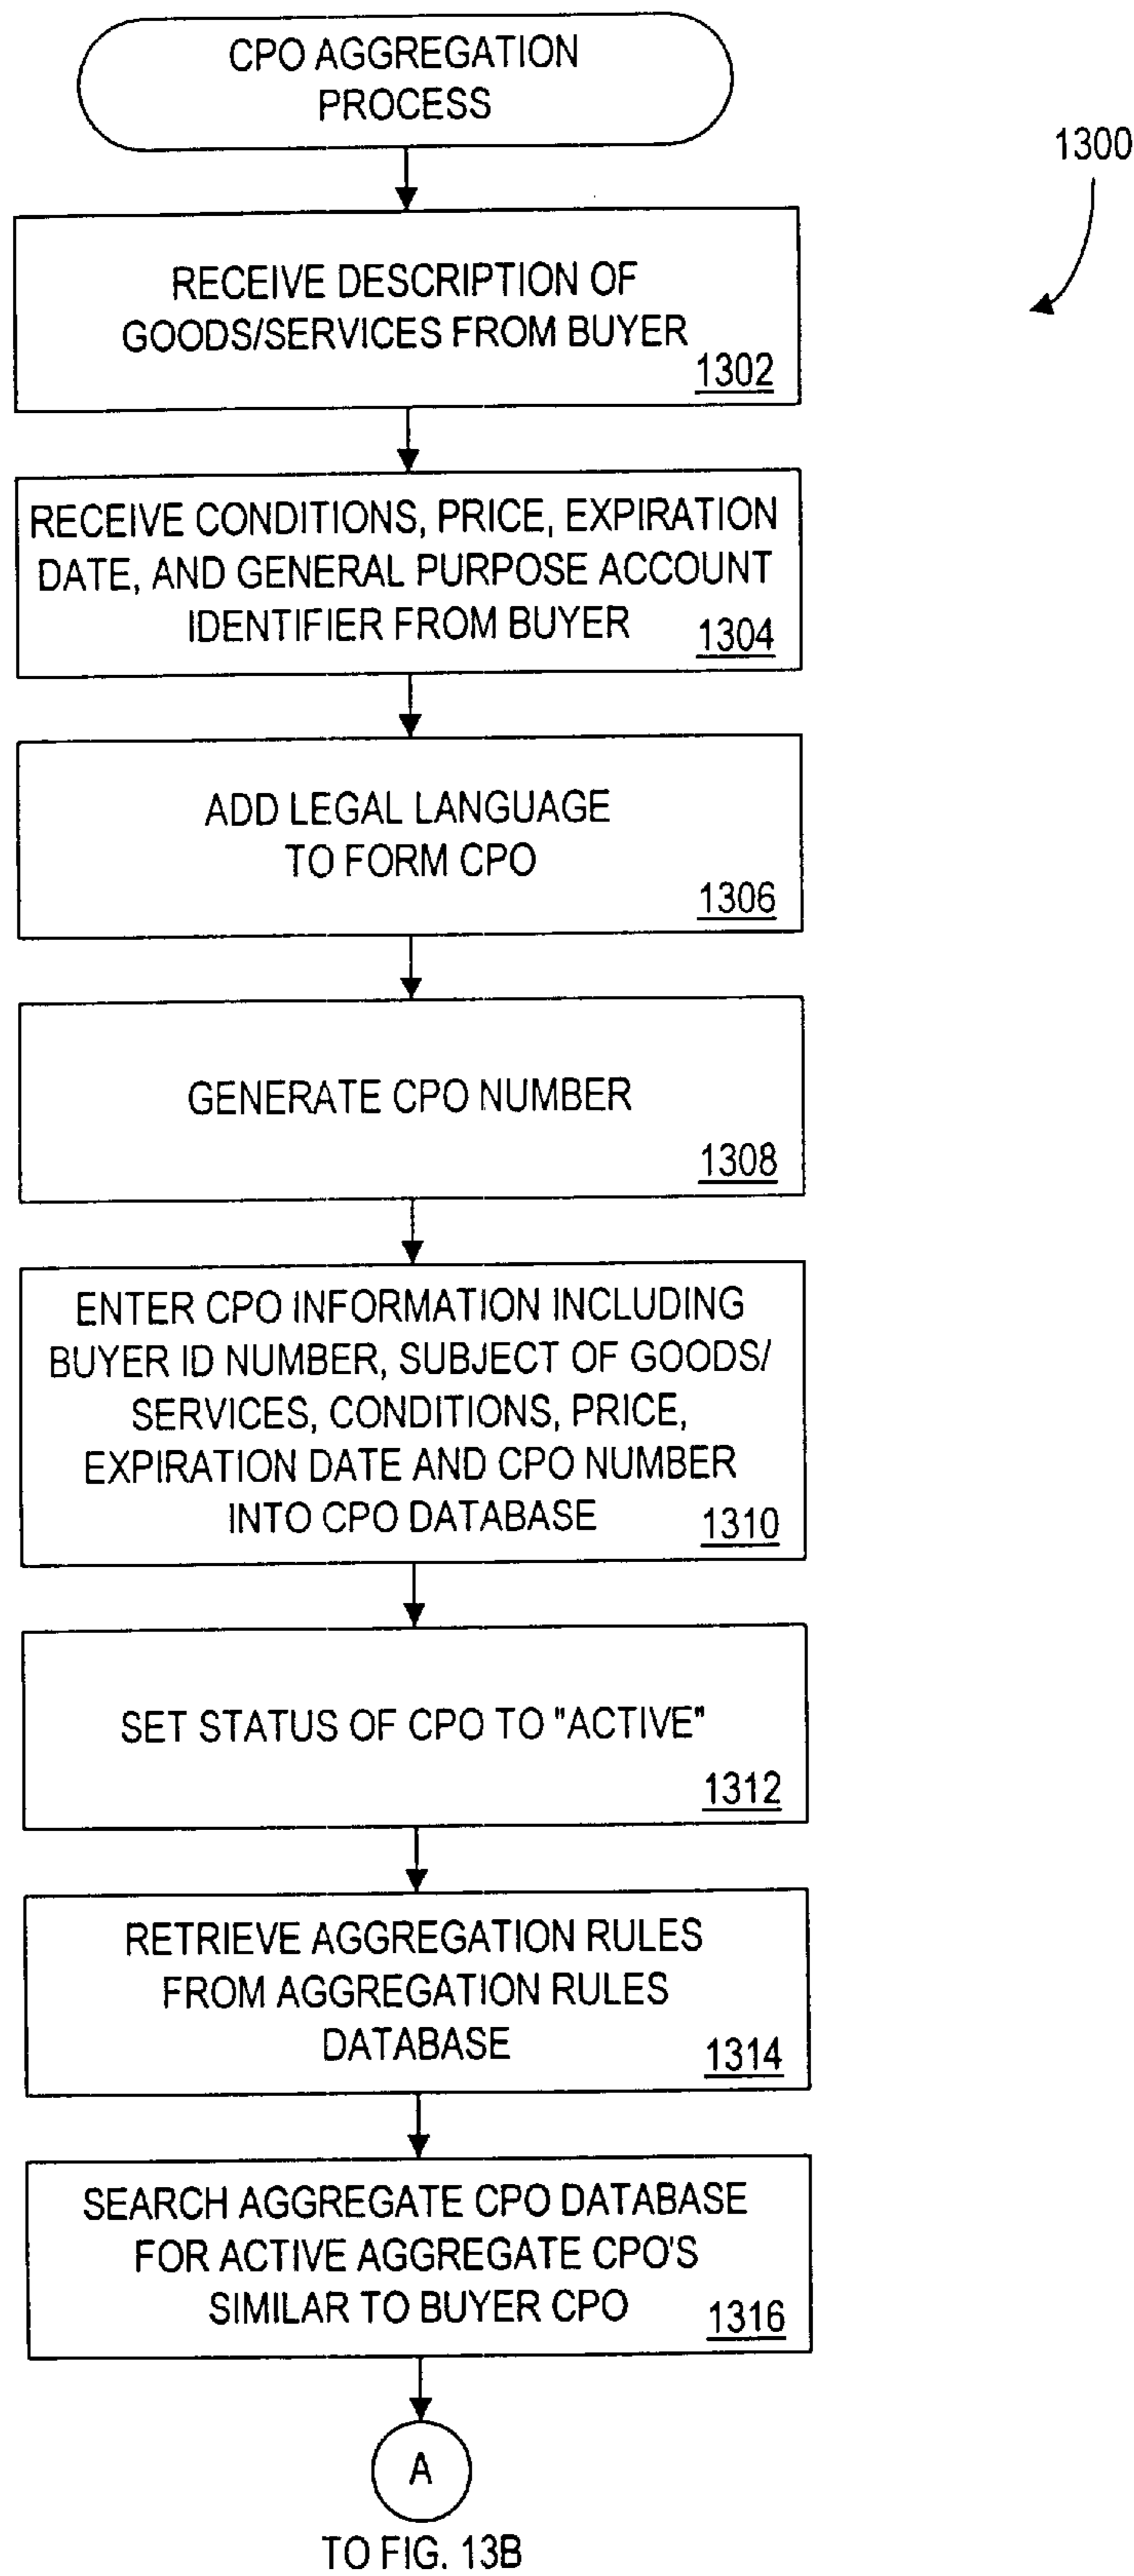 CPO AGGREGATION
PROCESS
1300
RECEIVE DESCRIPTION OF
GOODS/SERVICES FROM BUYER
1302
RECEIVE CONDITIONS, PRICE, EXPIRATION
DATE, AND GENERAL PURPOSE ACCOUNT
IDENTIFIER FROM BUYER
1304
ADD LEGAL LANGUAGE
TO FORM CPO
1306
GENERATE CPO NUMBER
1308
ENTER CPO INFORMATION INCLUDING
BUYER ID NUMBER, SUBJECT OF GOODS/
SERVICES, CONDITIONS, PRICE,
EXPIRATION DATE AND CPO NUMBER
INTO CPO DATABASE
1310
SET STATUS OF CPO TO "ACTIVE"
1312
RETRIEVE AGGREGATION RULES
FROM AGGREGATION RULES
DATABASE
1314
SEARCH AGGREGATE CPO DATABASE
FOR ACTIVE AGGREGATE CPO'S
SIMILAR TO BUYER CPO
1316
A
TO FIG. 13B